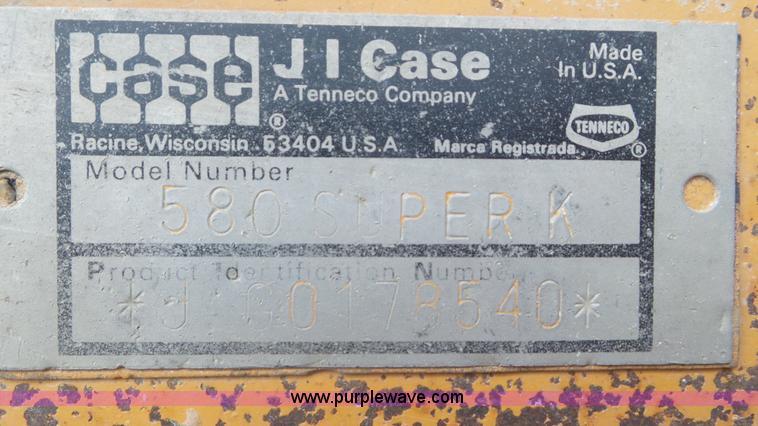 Case
J I Case
A Tenneco Company
Made
In U.S.A.
TENNECO
®
®
Racine, Wisconsin 53404 U.S.A.
Marca Registrada
Model Number
580 SUPER K
Product Identification Number
www.purplewave.com